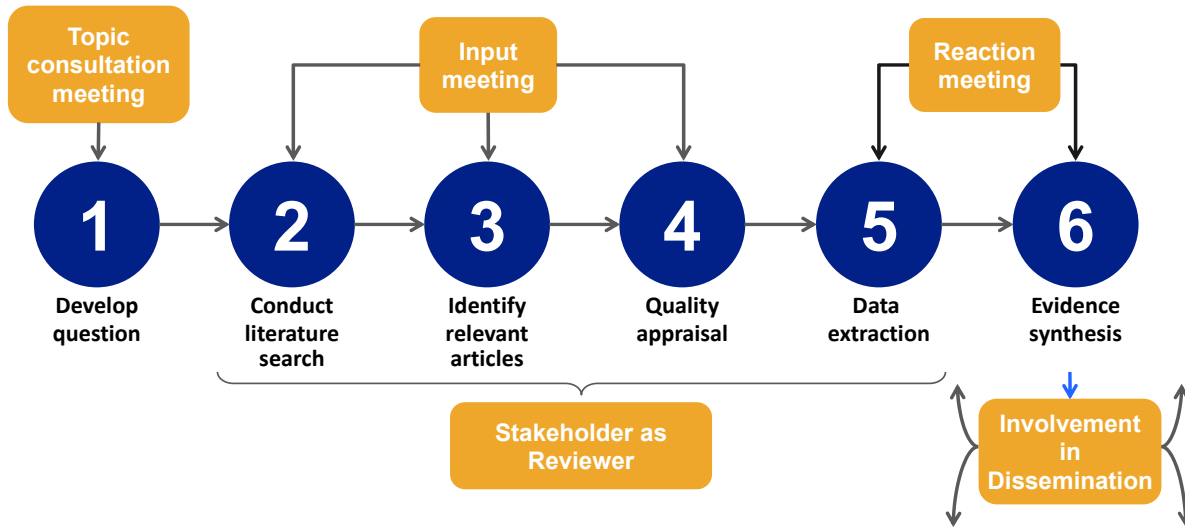 Topic
consultation
meeting
Input
meeting
Reaction
meeting
1
2
3
4
5
6
Develop
question
Conduct
literature
search
Identify
relevant
articles
Quality
appraisal
Data
extraction
Evidence
synthesis
Stakeholder as
Reviewer
Involvement
in
Dissemination